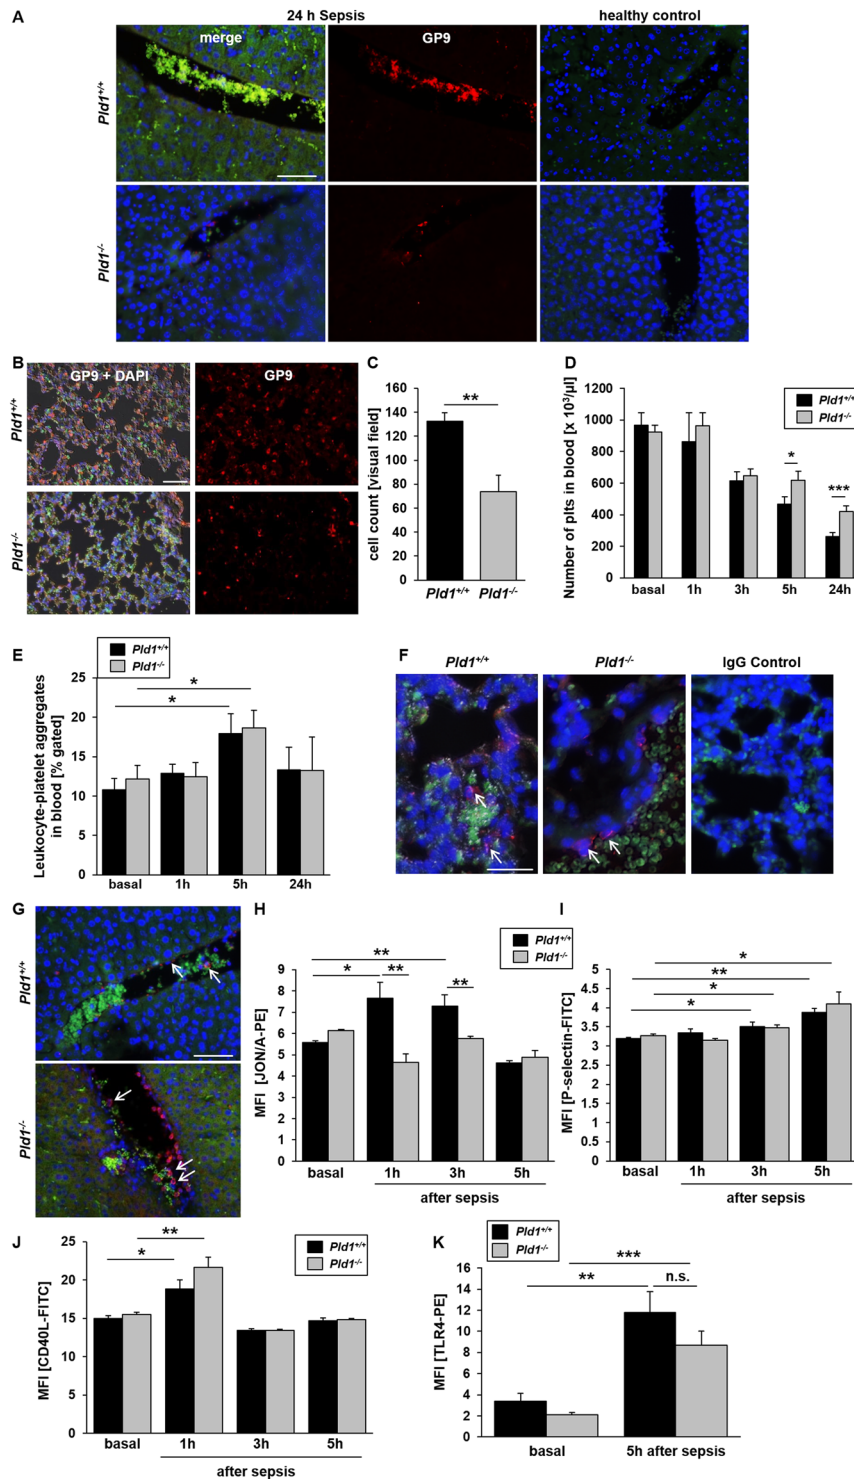 A
24 h Sepsis
healthy control
merge
GP9
Pld1+/+
Pld1-/-
B
GP9 + DAPI
GP9
Pld1+/+
Pld1-/-
C
cell count [visual field]
160
140
120
100
80
60
40
20
0
**
Pld1+/+ Pld1-/-
D
Number of plts in blood [x 10³/µl]
1200
1000
800
600
400
200
0
Pld1+/+
Pld1-/-
*
***
basal 1h 3h 5h 24h
E
Pld1+/+
Pld1-/-
Leukocyte-platelet aggregates
in blood [% gated]
25
20
15
10
5
0
*
*
basal 1h 5h 24h
F
Pld1+/+ Pld1-/- IgG Control
G
Pld1+/+
Pld1-/-
H
Pld1+/+
Pld1-/-
MFI [JON/A-PE]
9
8
7
6
5
4
3
2
1
0
**
* **
**
basal 1h 3h 5h
after sepsis
I
MFI [P-selectin-FITC]
5
4.5
4
3.5
3
2.5
2
1.5
1
0.5
0
*
**
*
*
basal 1h 3h 5h
after sepsis
J
Pld1+/+
Pld1-/-
MFI [CD40L-FITC]
25
20
15
10
5
0
**
*
basal 1h 3h 5h
after sepsis
K
Pld1+/+
Pld1-/-
MFI [TLR4-PE]
16
14
12
10
8
6
4
2
0
***
** n.s.
basal 5h after sepsis